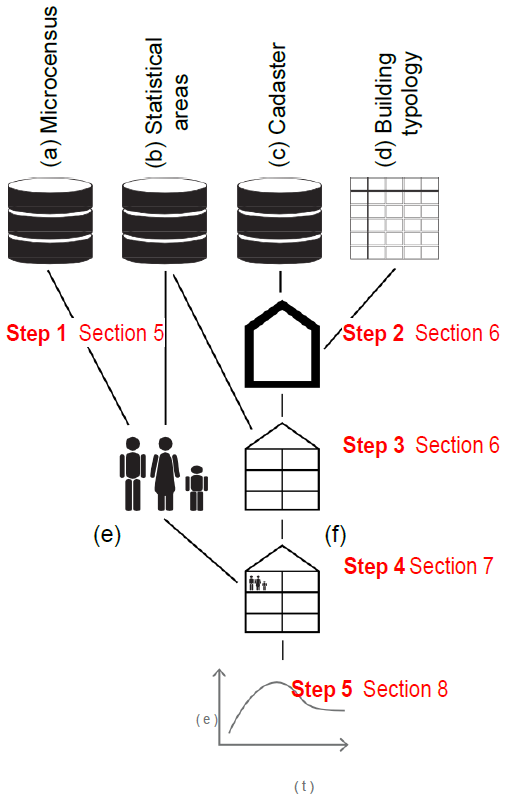 (a) Microcensus
(b) Statistical
areas
(c) Cadaster
(d) Building
typology
Step 1 Section 5
Step 2 Section 6
Step 3 Section 6
(e)
(f)
Step 4 Section 7
Step 5 Section 8
(e)
(t)